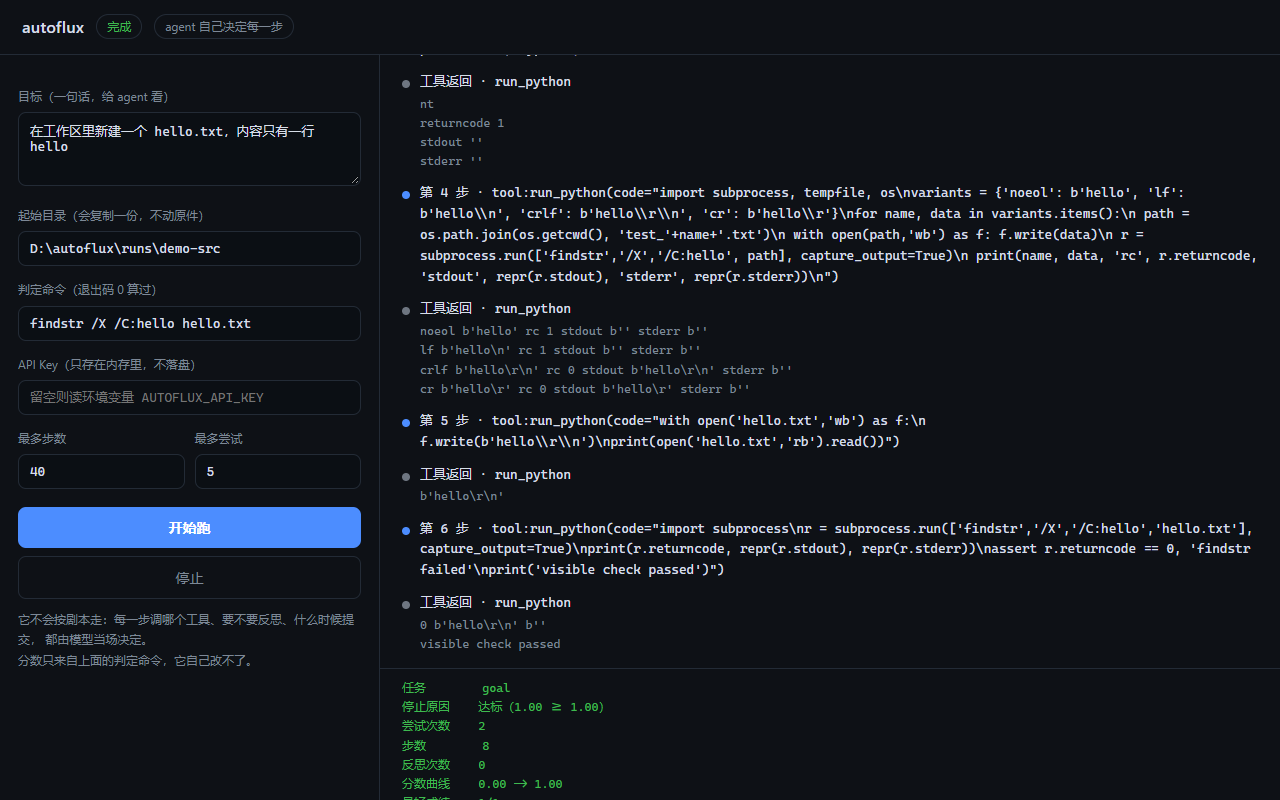 autoflux
完成
agent 自己决定每一步
目标（一句话，给 agent 看）
在工作区里新建一个 hello.txt，内容只有一行
hello
起始目录（会复制一份，不动原件）
D:\autoflux\runs\demo-src
判定命令（退出码 0 算过）
findstr /X /C:hello hello.txt
API Key（只存在内存里，不落盘）
留空则读环境变量 AUTOFLUX_API_KEY
最多步数
最多尝试
40
5
开始跑
停止
它不会按剧本走：每一步调哪个工具、要不要反思、什么时候提
交， 都由模型当场决定。
分数只来自上面的判定命令，它自己改不了。
工具返回 · run_python
nt
returncode 1
stdout ''
stderr ''
第 4 步 · tool:run_python(code="import subprocess, tempfile, os\nvariants = {'noeol': b'hello', 'lf':
b'hello\\n', 'crlf': b'hello\\r\\n', 'cr': b'hello\\r'}\nfor name, data in variants.items():\n path =
os.path.join(os.getcwd(), 'test_'+name+'.txt')\n with open(path,'wb') as f: f.write(data)\n r =
subprocess.run(['findstr','/X','/C:hello', path], capture_output=True)\n print(name, data, 'rc', r.returncode,
'stdout', repr(r.stdout), 'stderr', repr(r.stderr))\n")
工具返回 · run_python
noeol b'hello' rc 1 stdout b'' stderr b''
lf b'hello\n' rc 1 stdout b'' stderr b''
crlf b'hello\r\n' rc 0 stdout b'hello\r\n' stderr b''
cr b'hello\r' rc 0 stdout b'hello\r' stderr b''
第 5 步 · tool:run_python(code="with open('hello.txt','wb') as f:\n
f.write(b'hello\\r\\n')\nprint(open('hello.txt','rb').read())")
工具返回 · run_python
b'hello\r\n'
第 6 步 · tool:run_python(code="import subprocess\nr = subprocess.run(['findstr','/X','/C:hello','hello.txt'],
capture_output=True)\nprint(r.returncode, repr(r.stdout), repr(r.stderr))\nassert r.returncode == 0, 'findstr
failed'\nprint('visible check passed')")
工具返回 · run_python
0 b'hello\r\n' b''
visible check passed
任务 goal
停止原因 达标（1.00 ≥ 1.00）
尝试次数 2
步数 8
反思次数 0
分数曲线 0.00 → 1.00